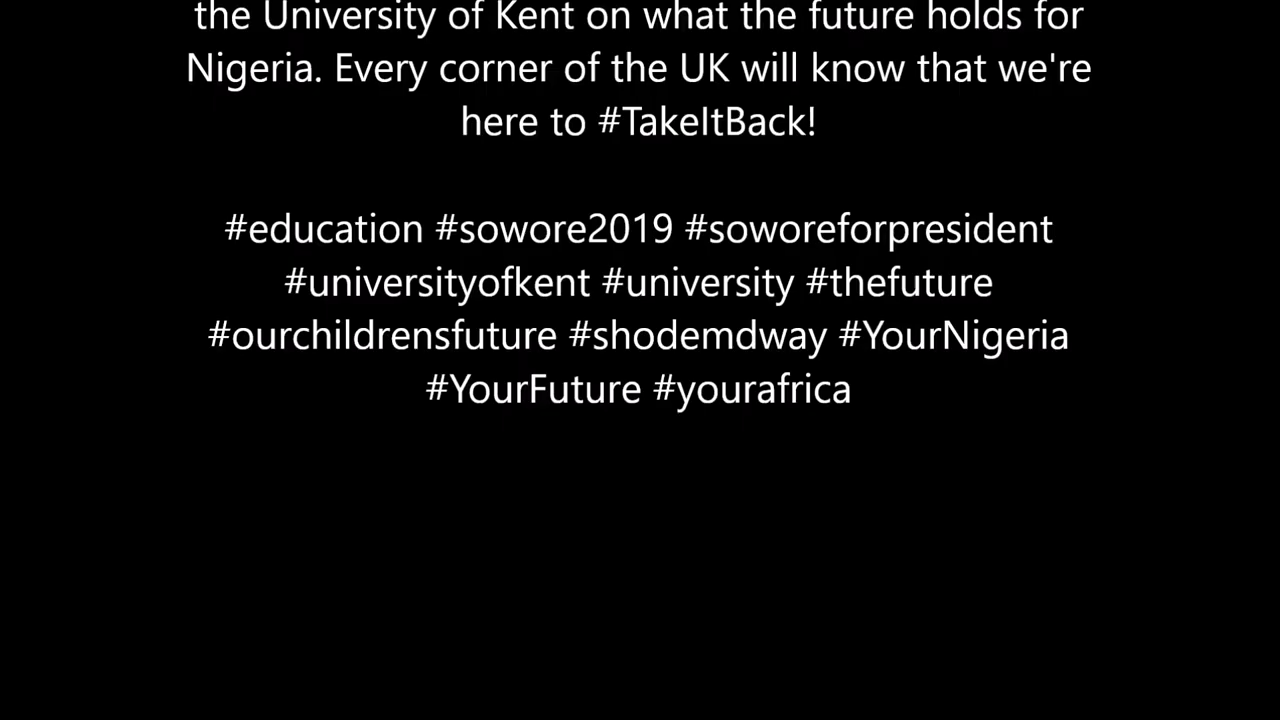 the University of Kent on what the future holds for
Nigeria. Every corner of the UK will know that we're
here to #TakeItBack!
#education #sowore2019 #soworeforpresident
#universityofkent #university #thefuture
#ourchildrensfuture #shodemdway #YourNigeria
#YourFuture #yourafrica